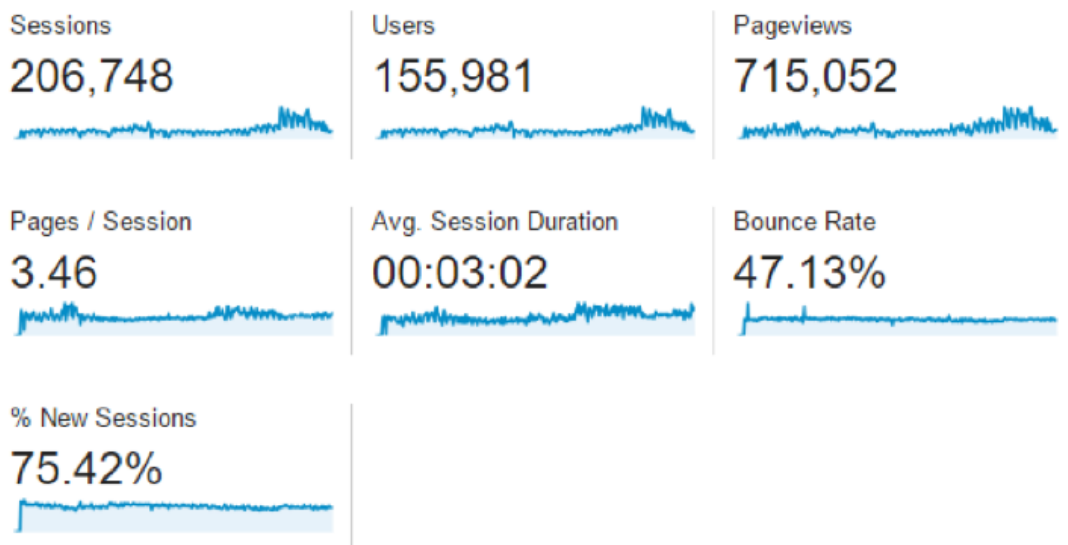 Sessions
206,748
Users
155,981
Pageviews
715,052
Pages / Session
3.46
Avg. Session Duration
00:03:02
Bounce Rate
47.13%
% New Sessions
75.42%